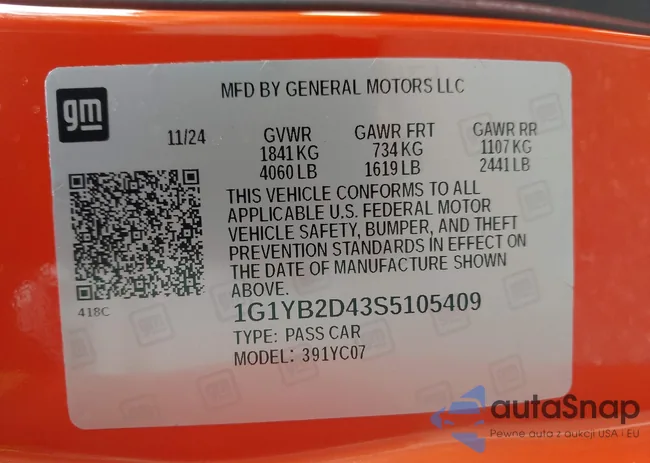 gm
MFD BY GENERAL MOTORS LLC
11/24 GVWR GAWR FRT GAWR RR
1841 KG 734 KG 1107 KG
4060 LB 1619 LB 2441 LB
THIS VEHICLE CONFORMS TO ALL
APPLICABLE U.S. FEDERAL MOTOR
VEHICLE SAFETY, BUMPER, AND THEFT
PREVENTION STANDARDS IN EFFECT ON
THE DATE OF MANUFACTURE SHOWN
ABOVE.
418C
1G1YB2D43S5105409
TYPE: PASS CAR
MODEL: 391YC07
autaSnap
Pewne auta z aukcji USA i EU